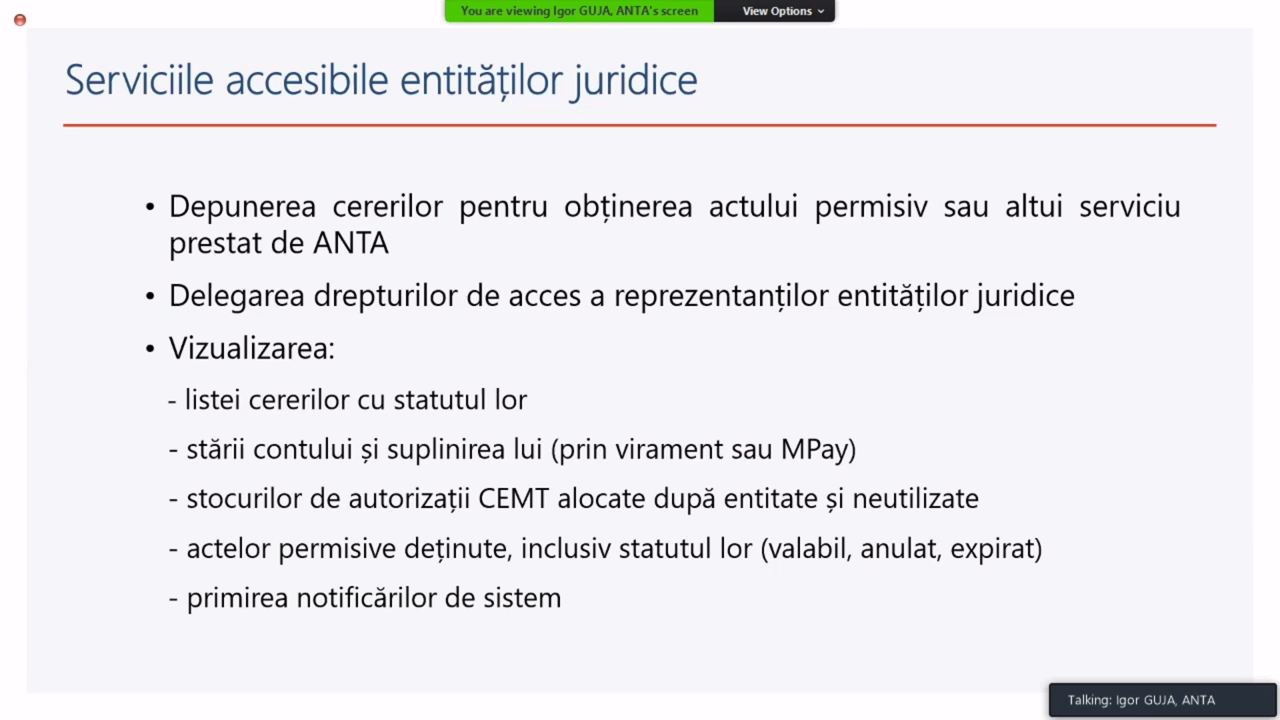 You are viewing Igor GUJA, ANTA's screen
View Options
Serviciile accesibile entităților juridice
• Depunerea cererilor pentru obținerea actului permisiv sau altui serviciu
prestat de ANTA
• Delegarea drepturilor de acces a reprezentanților entităților juridice
• Vizualizarea:
- listei cererilor cu statutul lor
- stării contului și suplinirea lui (prin virament sau MPay)
- stocurilor de autorizații CEMT alocate după entitate și neutilizate
- actelor permisive deținute, inclusiv statutul lor (valabil, anulat, expirat)
- primirea notificărilor de sistem
Talking: Igor GUJA, ANTA